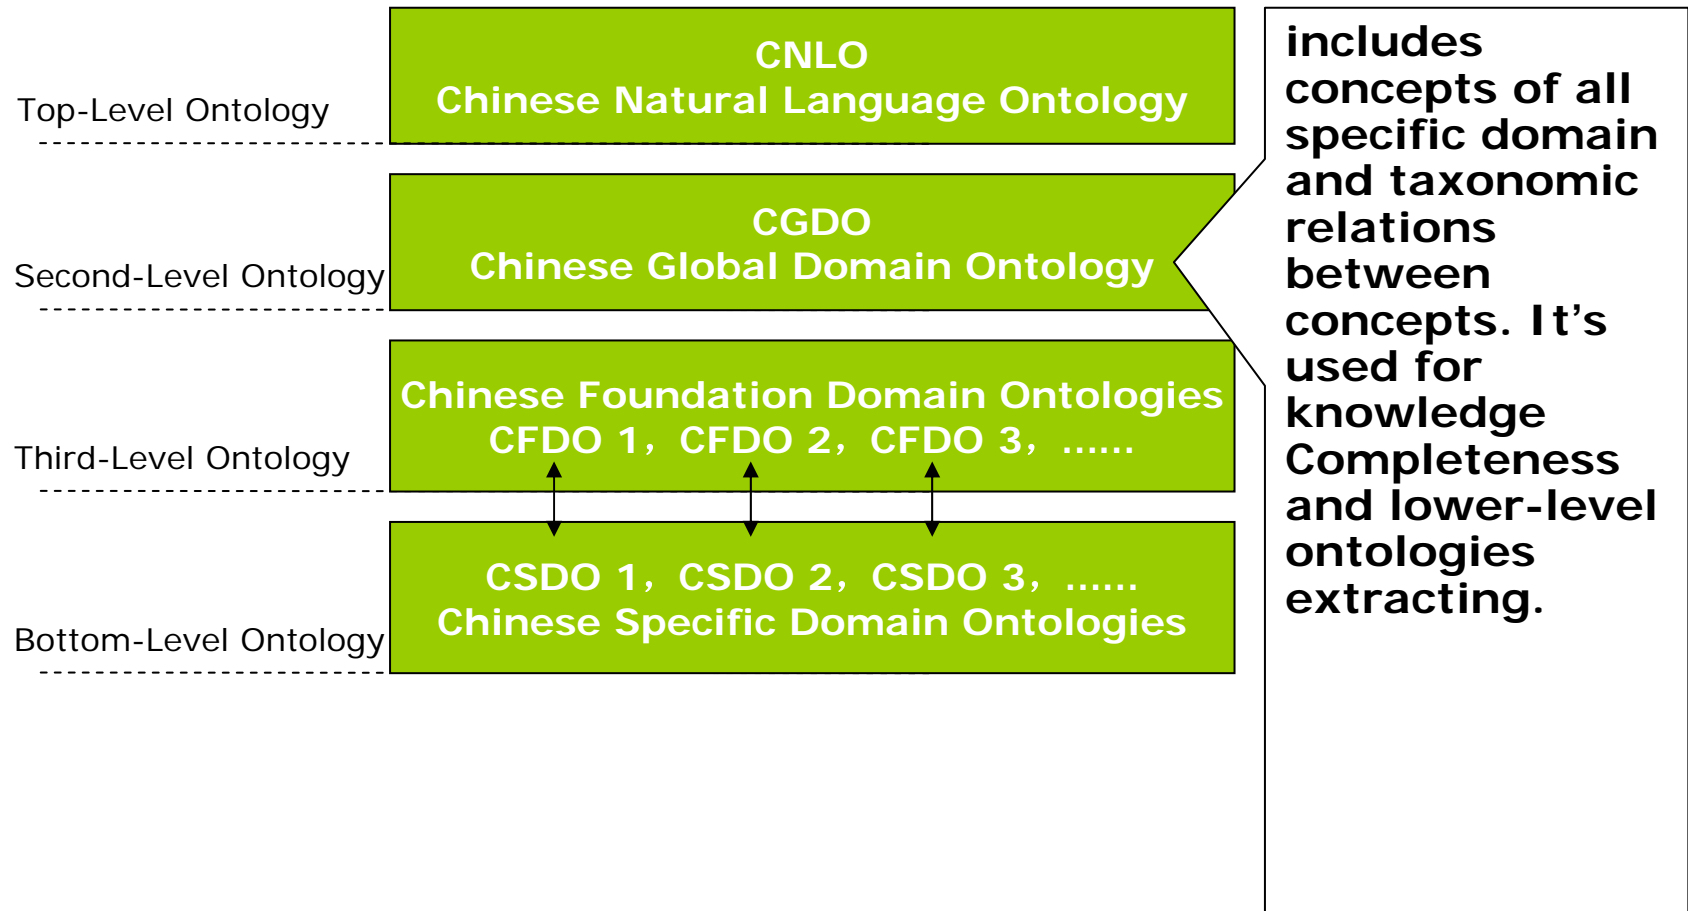 CNLO
Chinese Natural Language Ontology
Top-Level Ontology
CGDO
Chinese Global Domain Ontology
Second-Level Ontology
Chinese Foundation Domain Ontologies
CFDO 1, CFDO 2, CFDO 3, ......
Third-Level Ontology
CSDO 1, CSDO 2, CSDO 3, ......
Chinese Specific Domain Ontologies
Bottom-Level Ontology
includes
concepts of all
specific domain
and taxonomic
relations
between
concepts. It’s
used for
knowledge
Completeness
and lower-level
ontologies
extracting.